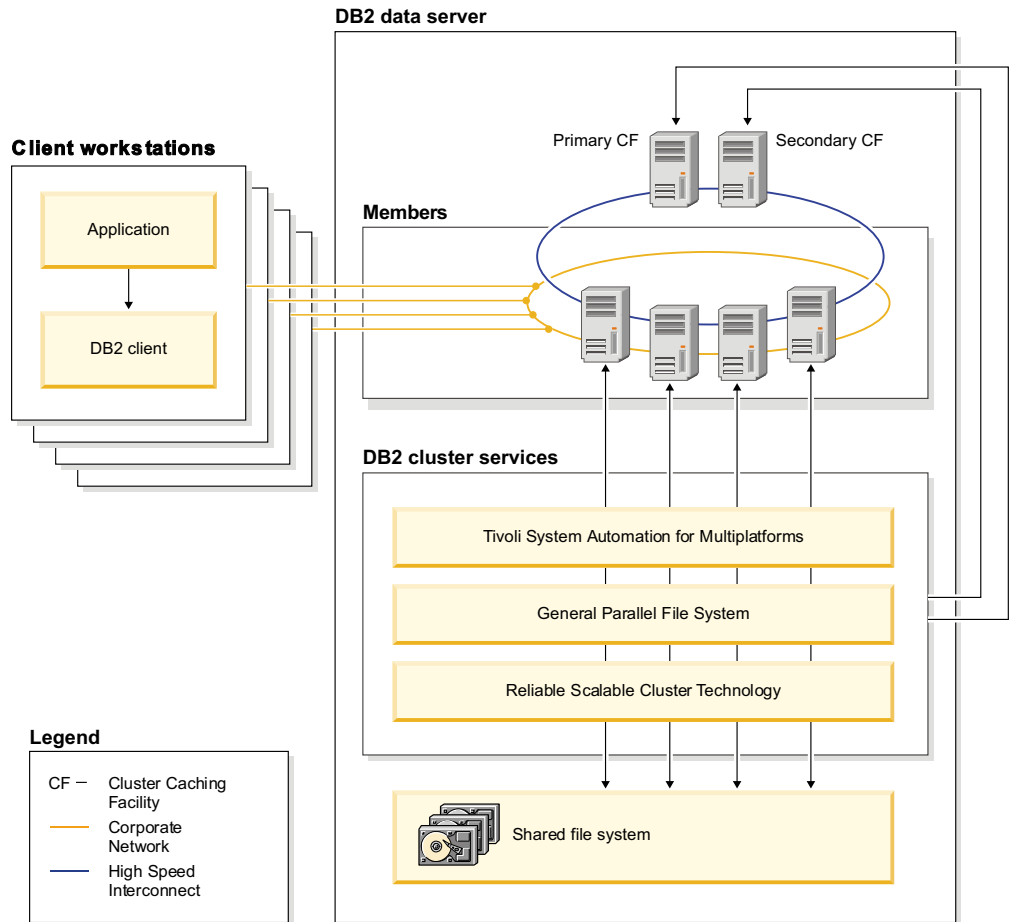 DB2 data server
Primary CF
Secondary CF
Client workstations
Application
DB2 client
Members
DB2 cluster services
Tivoli System Automation for Multiplatforms
General Parallel File System
Reliable Scalable Cluster Technology
Shared file system
Legend
CF – Cluster Caching
Facility
Corporate
Network
High Speed
Interconnect